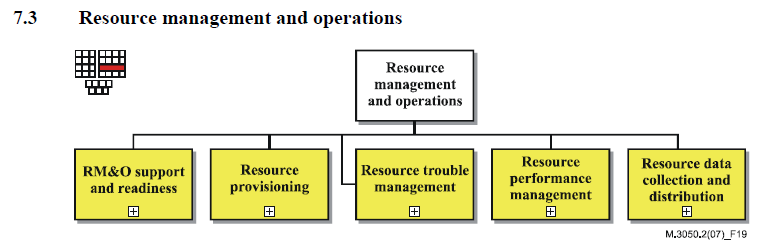 7.3 Resource management and operations
Resource
management
and operations
RM&O support
and readiness
Resource
provisioning
Resource trouble
management
Resource
performance
management
Resource data
collection and
distribution
M.3050.2(07)_F19